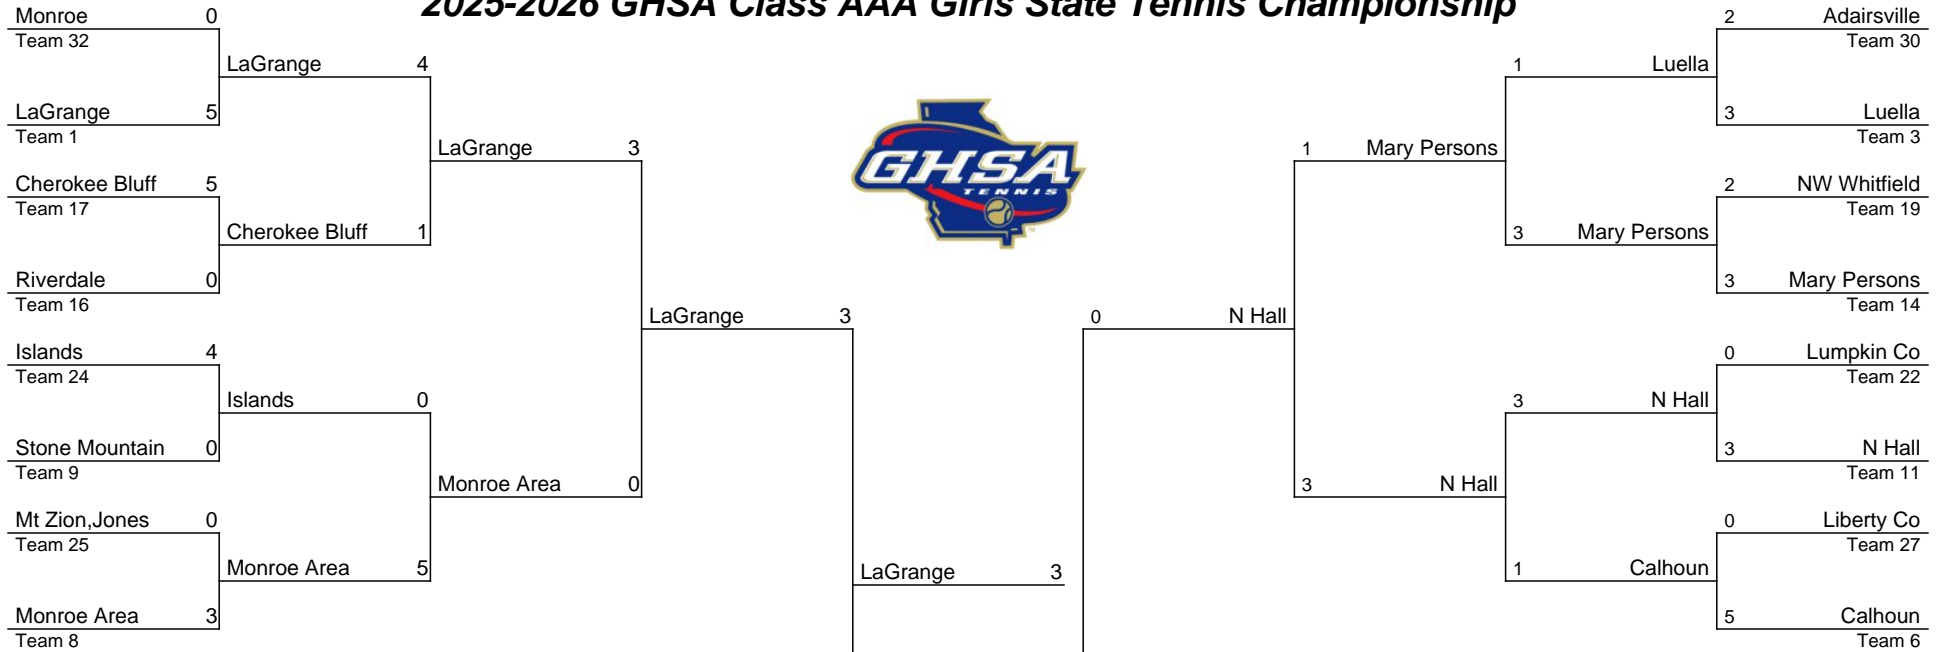 2025-2026 GHSA Class AAA Girls State Tennis Championship
Monroe 0
Team 32
LaGrange 4
LaGrange 5
Team 1
LaGrange 3
Cherokee Bluff 5
Team 17
Cherokee Bluff 1
Riverdale 0
Team 16
LaGrange 3
Islands 4
Team 24
Islands 0
Stone Mountain 0
Team 9
Monroe Area 0
Mt Zion,Jones 0
Team 25
Monroe Area 5
Monroe Area 3
Team 8
LaGrange 3
GHSA
TENNIS
TM
2 Adairsville
Team 30
1 Luella
3 Luella
Team 3
1 Mary Persons
2 NW Whitfield
Team 19
3 Mary Persons
3 Mary Persons
Team 14
0 N Hall
0 Lumpkin Co
Team 22
3 N Hall
3 N Hall
Team 11
3 N Hall
0 Liberty Co
Team 27
1 Calhoun
5 Calhoun
Team 6